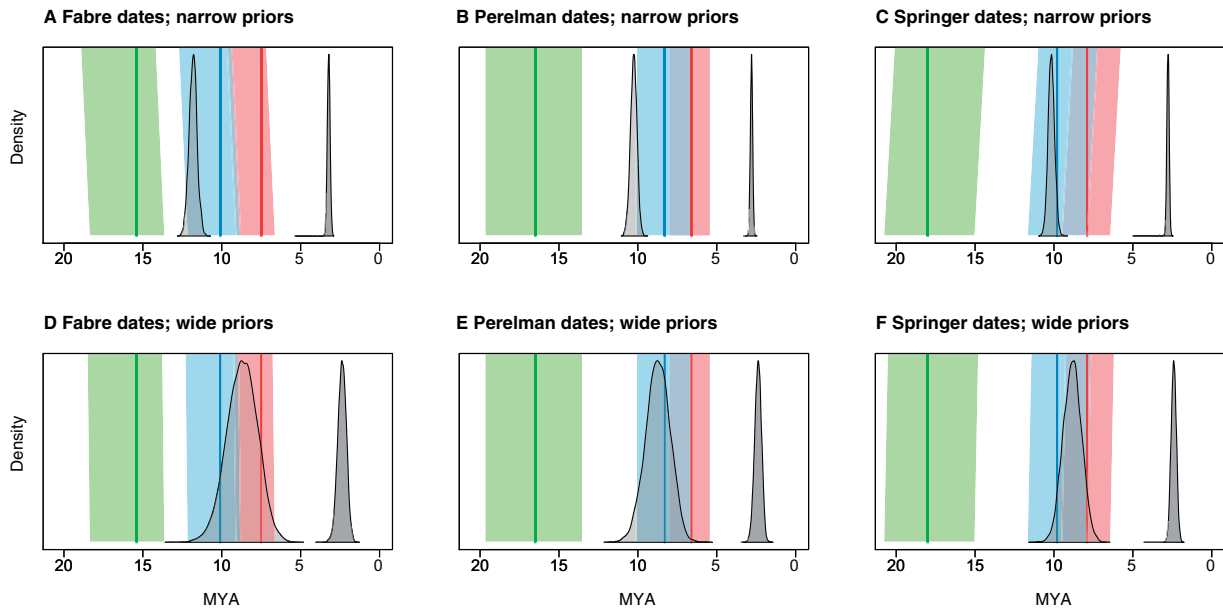 A Fabre dates; narrow priors
B Perelman dates; narrow priors
C Springer dates; narrow priors
Density
20 15 10 5 0
20 15 10 5 0
20 15 10 5 0
D Fabre dates; wide priors
E Perelman dates; wide priors
F Springer dates; wide priors
Density
20 15 10 5 0
20 15 10 5 0
20 15 10 5 0
MYA
MYA
MYA